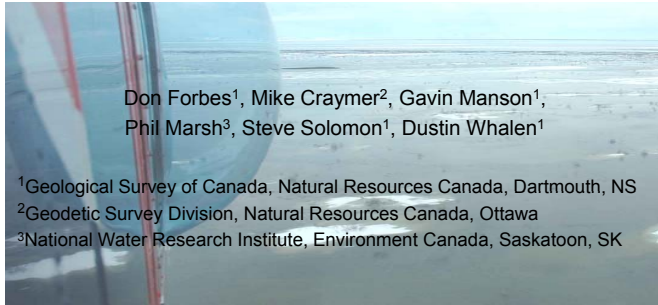 Don Forbes¹, Mike Craymer², Gavin Manson¹,
Phil Marsh³, Steve Solomon¹, Dustin Whalen¹
¹Geological Survey of Canada, Natural Resources Canada, Dartmouth, NS
²Geodetic Survey Division, Natural Resources Canada, Ottawa
³National Water Research Institute, Environment Canada, Saskatoon, SK